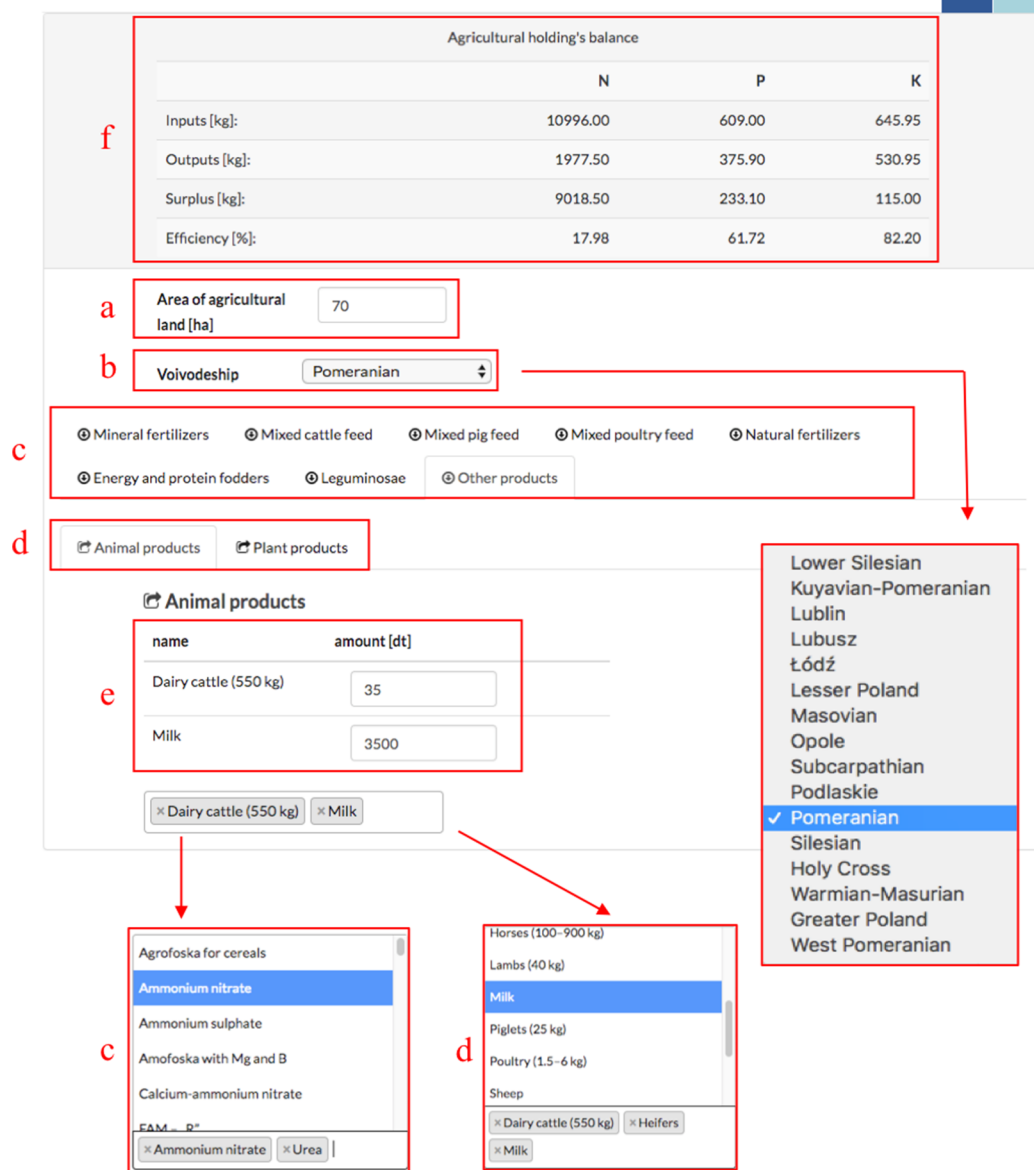 Agricultural holding's balance
N P K
Inputs [kg]: 10996.00 609.00 645.95
Outputs [kg]: 1977.50 375.90 530.95
Surplus [kg]: 9018.50 233.10 115.00
Efficiency [%]: 17.98 61.72 82.20
f
a
Area of agricultural
land [ha]
70
b
Voivodeship
Pomeranian
c
Mineral fertilizers Mixed cattle feed Mixed pig feed Mixed poultry feed Natural fertilizers
Energy and protein fodders Leguminosae Other products
d
Animal products Plant products
Animal products
name amount [dt]
e
Dairy cattle (550 kg) 35
Milk 3500
× Dairy cattle (550 kg) × Milk
Lower Silesian
Kuyavian-Pomeranian
Lublin
Lubusz
Łódź
Lesser Poland
Masovian
Opole
Subcarpathian
Podlaskie
✓ Pomeranian
Silesian
Holy Cross
Warmian-Masurian
Greater Poland
West Pomeranian
c
Agrofoska for cereals
Ammonium nitrate
Ammonium sulphate
Amofoska with Mg and B
Calcium-ammonium nitrate
FAM – „R”
× Ammonium nitrate × Urea
d
Horses (100–900 kg)
Lambs (40 kg)
Milk
Piglets (25 kg)
Poultry (1.5–6 kg)
Sheep
× Dairy cattle (550 kg) × Heifers
× Milk